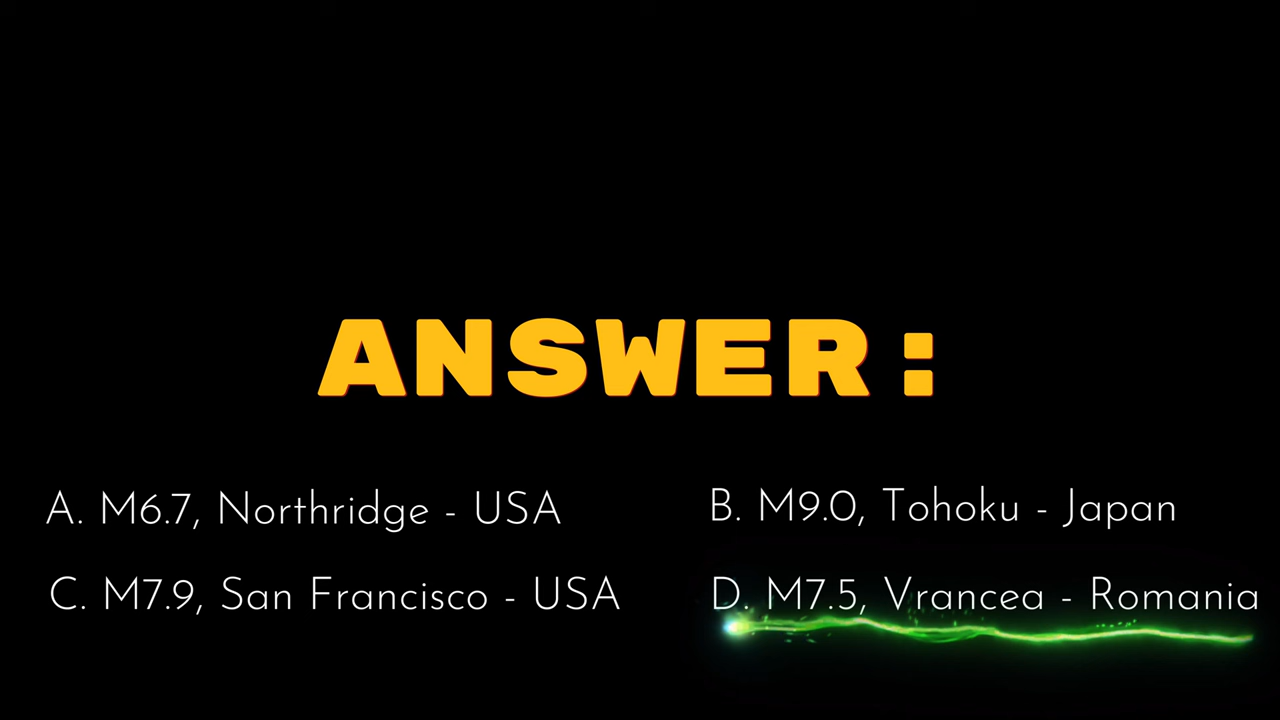 ANSWER:
A. M6.7, Northridge - USA
B. M9.0, Tohoku - Japan
C. M7.9, San Francisco - USA
D. M7.5, Vrancea - Romania